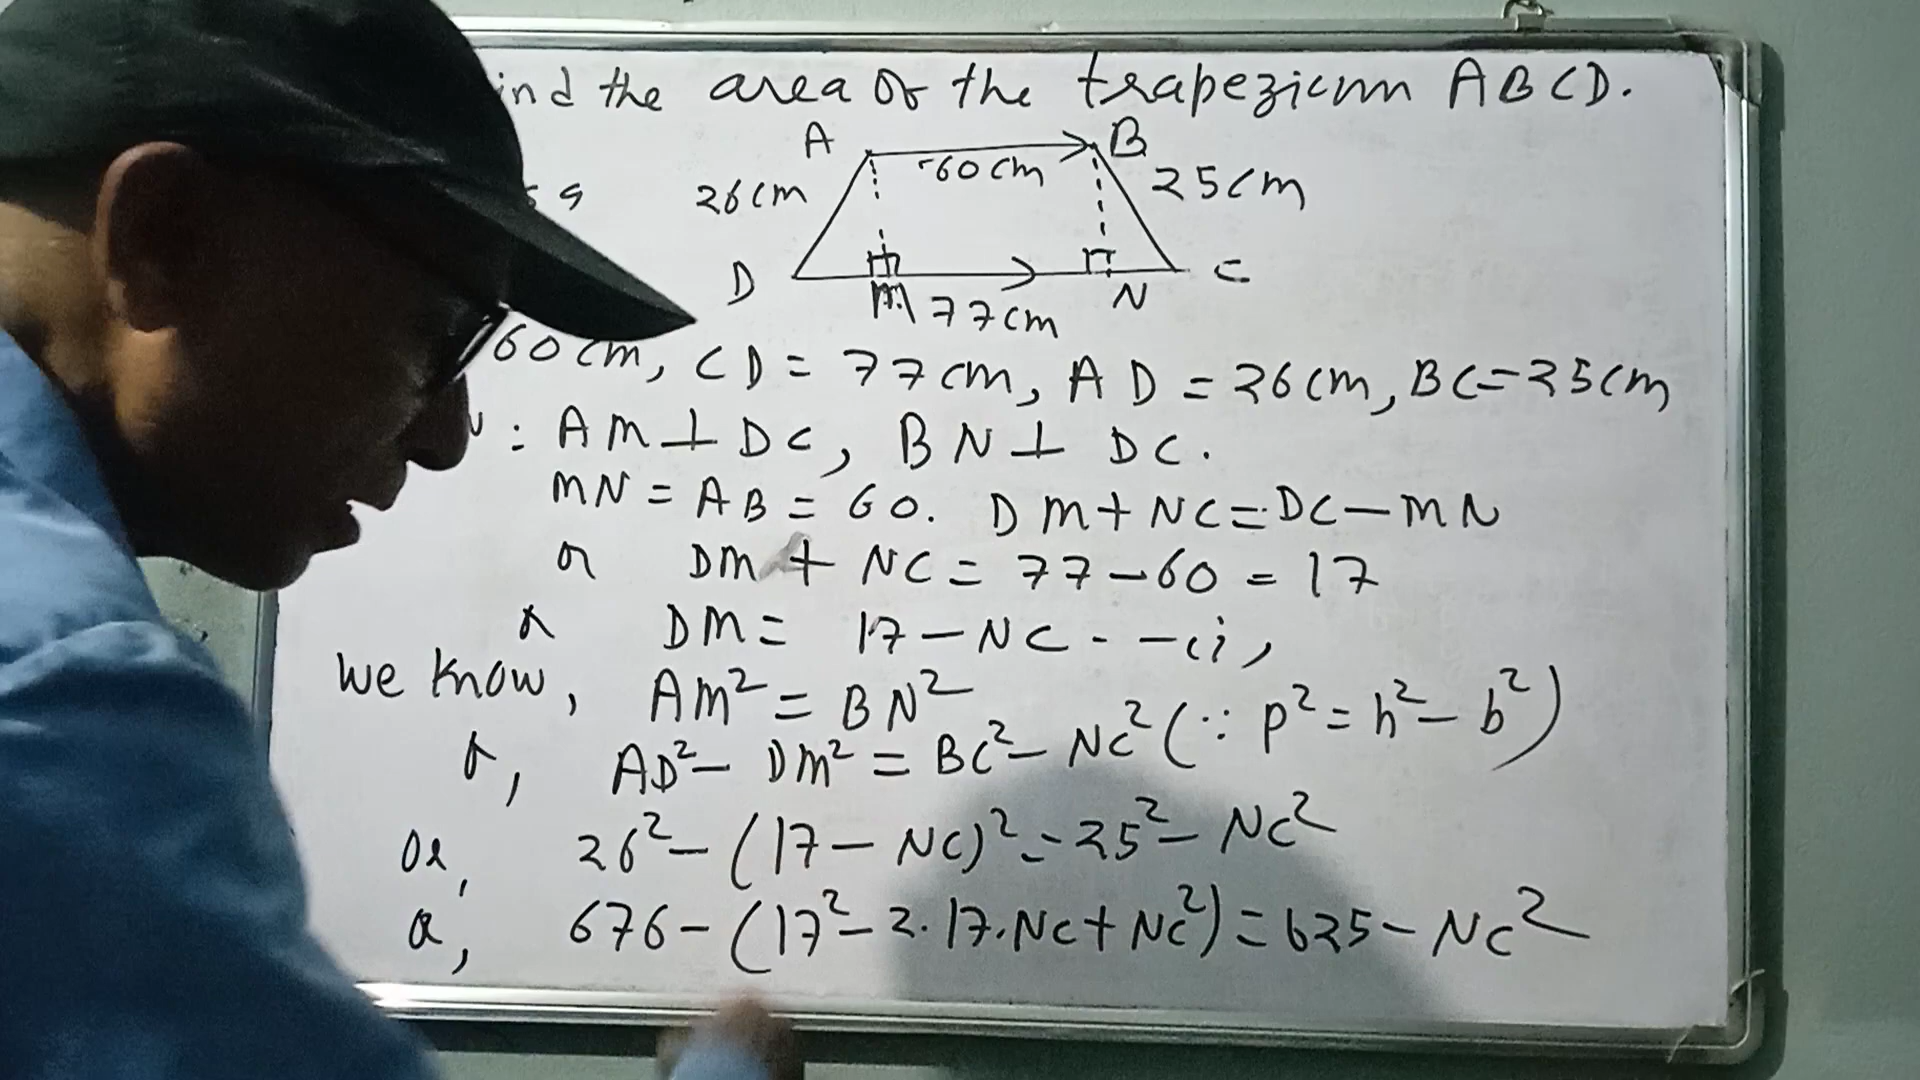 ind the area of the trapezium ABCD.
A B
26cm 60cm 25cm
D C
M 77cm N
60cm, CD = 77cm, AD = 26cm, BC = 25cm
: AM ⊥ DC, BN ⊥ DC.
MN = AB = 60. DM + NC = DC - MN
or DM + NC = 77 - 60 = 17
or DM = 17 - NC - - (i)
We know, AM² = BN²
or, AD² - DM² = BC² - NC² (∵ p² = h² - b²)
or, 26² - (17 - NC)² = 25² - NC²
or, 676 - (17² - 2.17.NC + NC²) = 625 - NC²